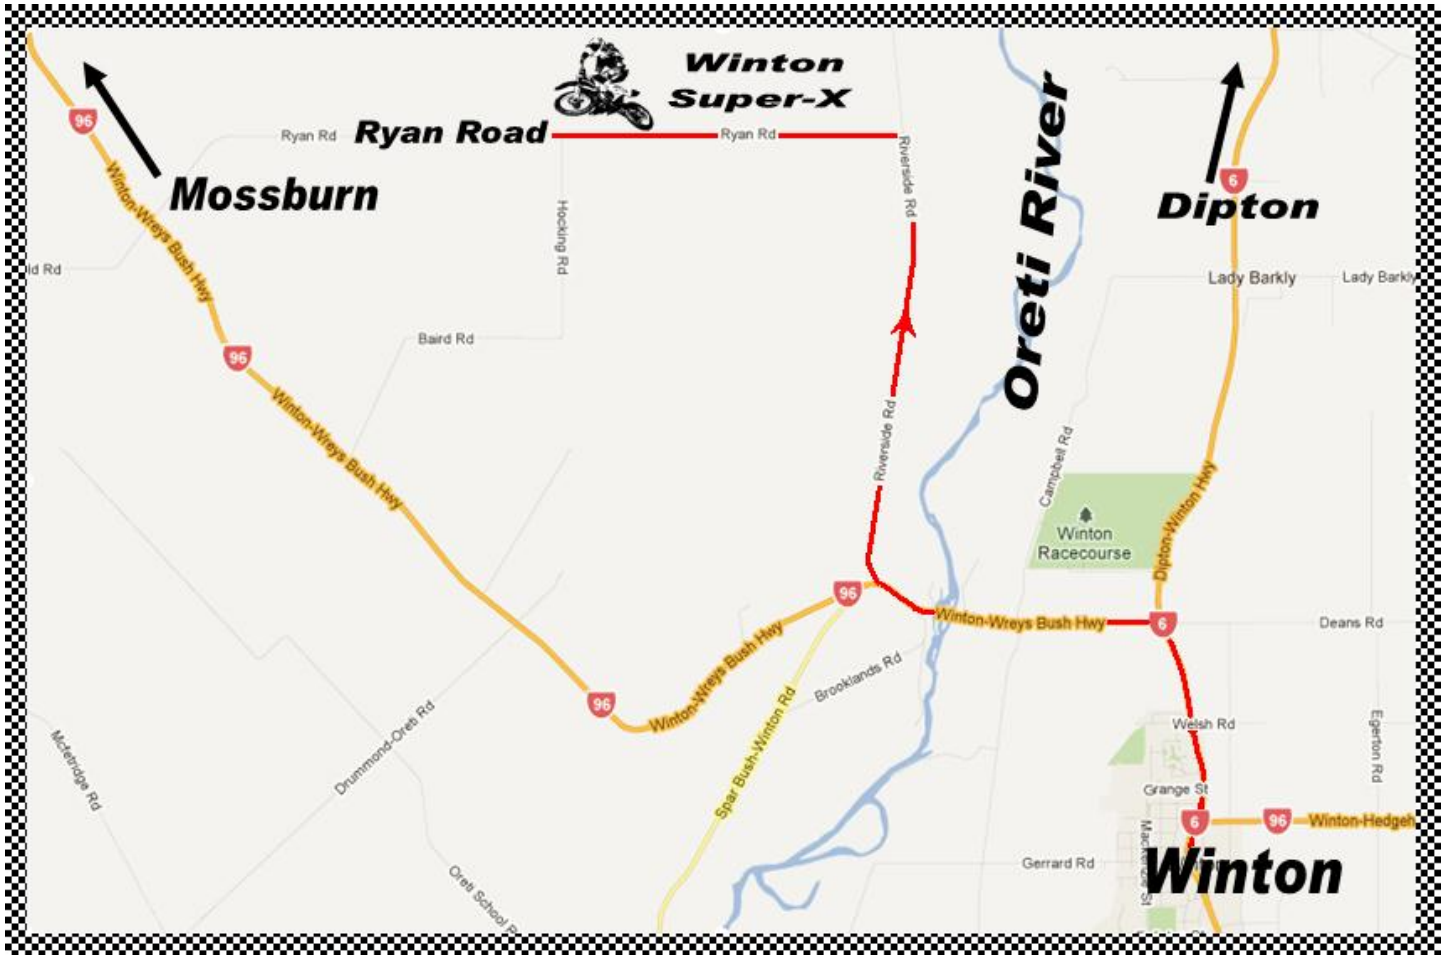 Winton
Super-X
Ryan Rd
Ryan Road
Ryan Rd
96
Mossburn
Winton-Wreys Bush Hwy
Hocking Rd
Riverside Rd
Oreti River
6
Dipton
ld Rd
Lady Barkly
Lady Barkly
Baird Rd
96
Winton-Wreys Bush Hwy
Riverside Rd
Campbell Rd
Dipton-Winton Hwy
Winton
Racecourse
96
Winton-Wreys Bush Hwy
6
Deans Rd
Winton-Wreys Bush Hwy
Brooklands Rd
96
Spar Bush-Winton Rd
Drummond-Oreti Rd
Mcfetridge Rd
Welsh Rd
Egerton Rd
Grange St
6
96
Winton-Hedgeh
Mackenzie St
Gerrard Rd
Winton
Oreti School R